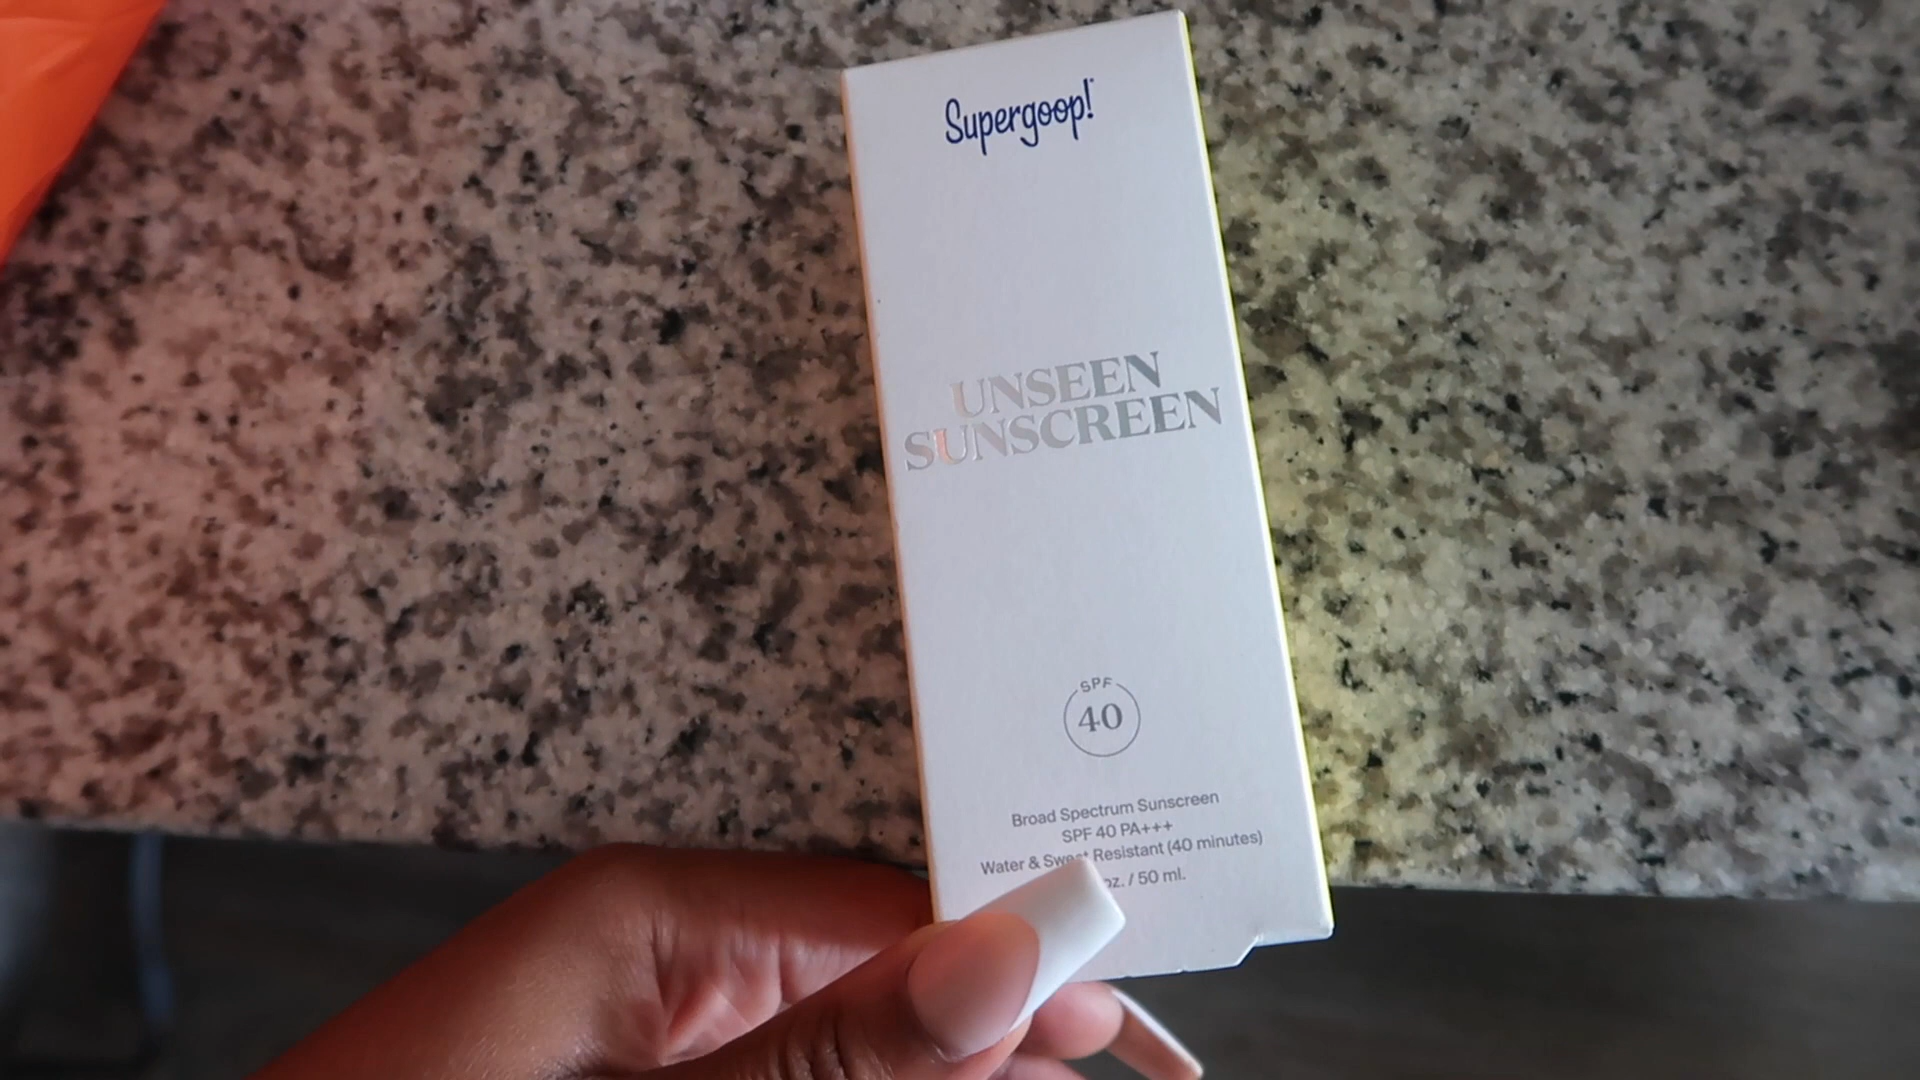 Supergoop!
UNSEEN
SUNSCREEN
SPF
40
Broad Spectrum Sunscreen
SPF 40 PA+++
Water & Sweat Resistant (40 minutes)
oz. / 50 ml.